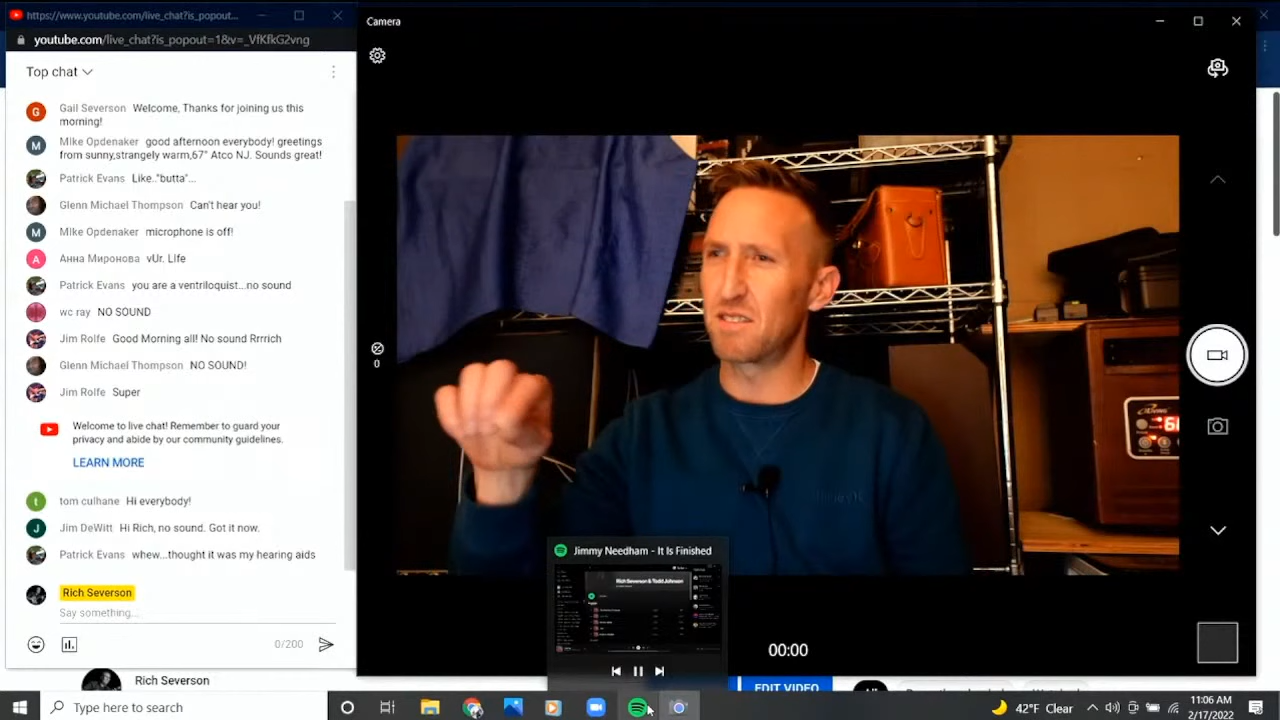 https://www.youtube.com/live_chat?is_popout...
youtube.com/live_chat?is_popout=1&v=_VfKfkG2vng
Top chat
G Gail Severson Welcome, Thanks for joining us this
morning!
M MIke Opdenaker good afternoon everybody! greetings
from sunny,strangely warm,67" Atco NJ. Sounds great!
Patrick Evans Like.."butta"...
Glenn Michael Thompson Can't hear you!
M MIke Opdenaker microphone is off!
A Анна Миронова vUr. LIfe
Patrick Evans you are a ventriloquist...no sound
wc ray NO SOUND
Jim Rolfe Good Morning all! No sound Rrrrich
Glenn Michael Thompson NO SOUND!
Jim Rolfe Super
Welcome to live chat! Remember to guard your
privacy and abide by our community guidelines.
LEARN MORE
t tom culhane Hi everybody!
J Jim DeWitt Hi Rich, no sound. Got it now.
Patrick Evans whew...thought it was my hearing aids
Rich Severson
Say something...
0/200
Rich Severson
Camera
0
Jimmy Needham - It Is Finished
Rich Severson & Todd Johnson
00:00
EDIT VIDEO
Type here to search
42°F Clear
11:06 AM
2/17/2022